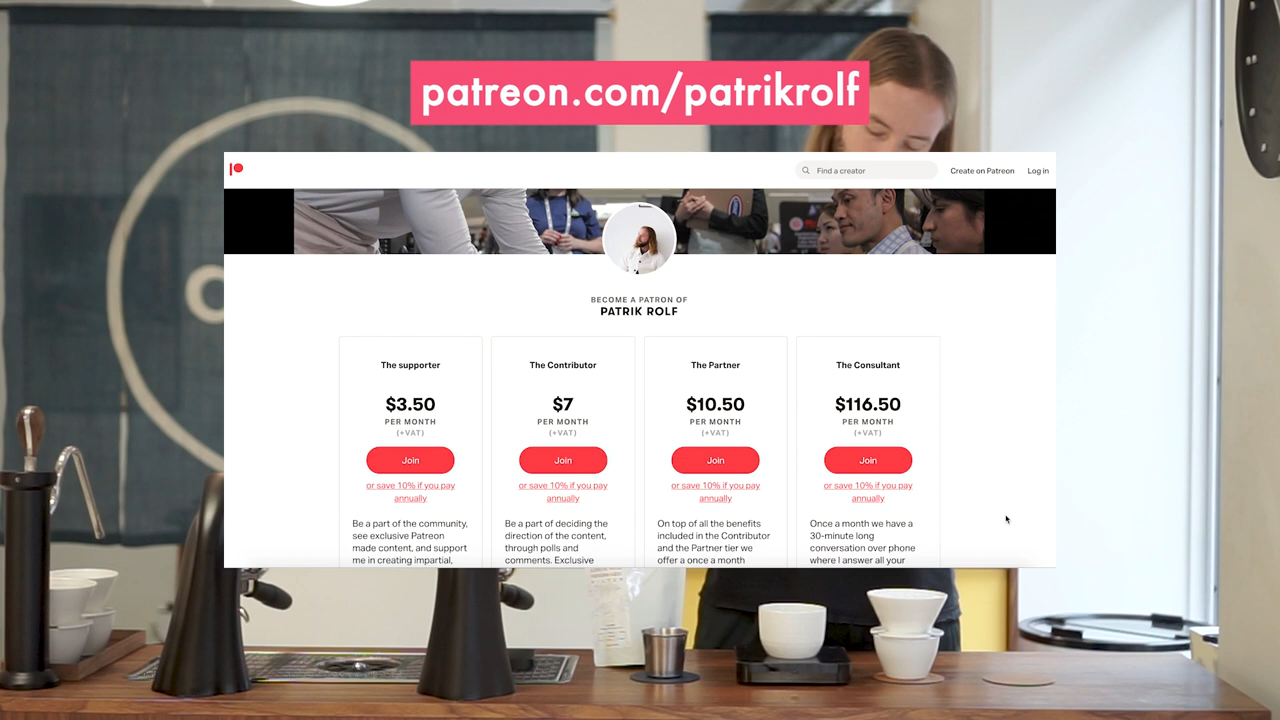 patreon.com/patrikrolf
Find a creator
Create on Patreon
Log in
BECOME A PATRON OF
PATRIK ROLF
The supporter
$3.50
PER MONTH
(+VAT)
Join
or save 10% if you pay
annually
Be a part of the community,
see exclusive Patreon
made content, and support
me in creating impartial,
The Contributor
$7
PER MONTH
(+VAT)
Join
or save 10% if you pay
annually
Be a part of deciding the
direction of the content,
through polls and
comments. Exclusive
The Partner
$10.50
PER MONTH
(+VAT)
Join
or save 10% if you pay
annually
On top of all the benefits
included in the Contributor
and the Partner tier we
offer a once a month
The Consultant
$116.50
PER MONTH
(+VAT)
Join
or save 10% if you pay
annually
Once a month we have a
30-minute long
conversation over phone
where I answer all your